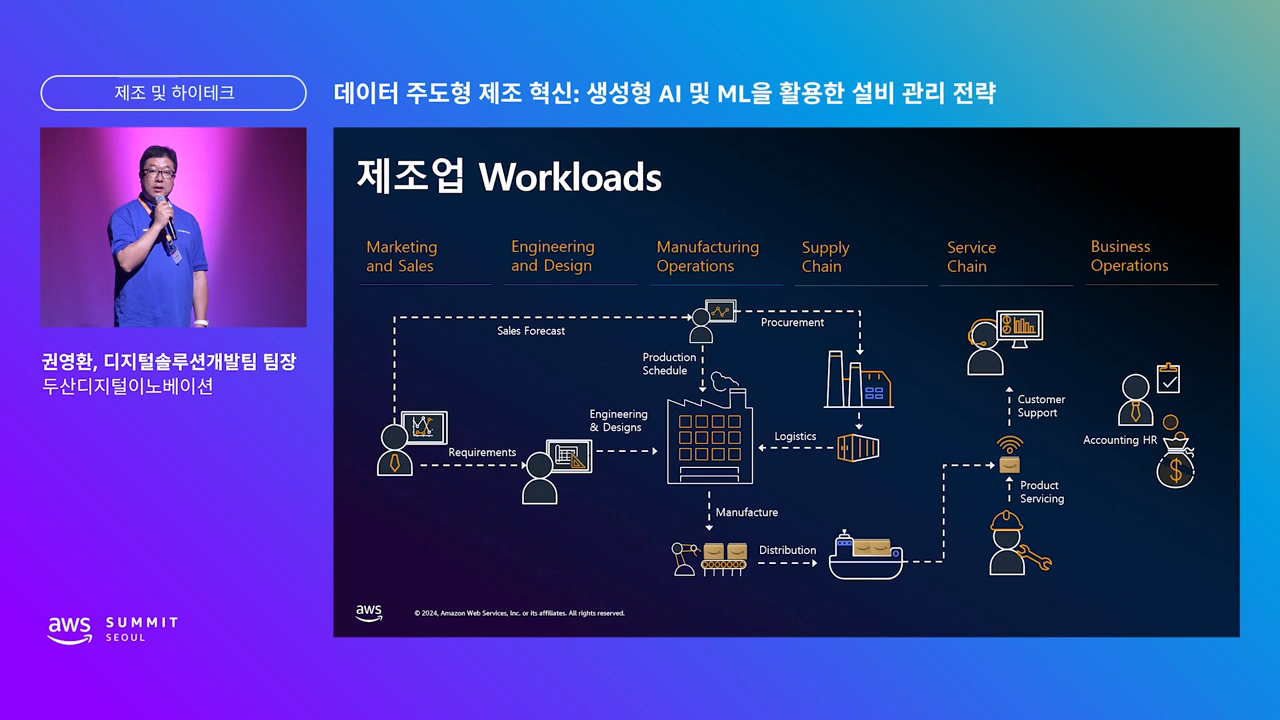 제조 및 하이테크
데이터 주도형 제조 혁신: 생성형 AI 및 ML을 활용한 설비 관리 전략
권영환, 디지털솔루션개발팀 팀장
두산디지털이노베이션
aws SUMMIT
SEOUL
제조업 Workloads
Marketing
and Sales
Engineering
and Design
Manufacturing
Operations
Supply
Chain
Service
Chain
Business
Operations
Sales Forecast
Procurement
Production
Schedule
Engineering
& Designs
Requirements
Logistics
Customer
Support
Accounting HR
Product
Servicing
Manufacture
Distribution
aws
© 2024, Amazon Web Services, Inc. or its affiliates. All rights reserved.